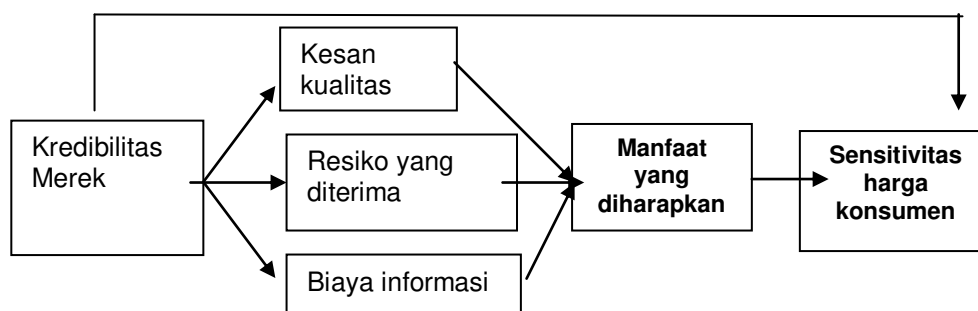 Kredibilitas
Merek
Kesan
kualitas
Resiko yang
diterima
Biaya informasi
Manfaat
yang
diharapkan
Sensitivitas
harga
konsumen